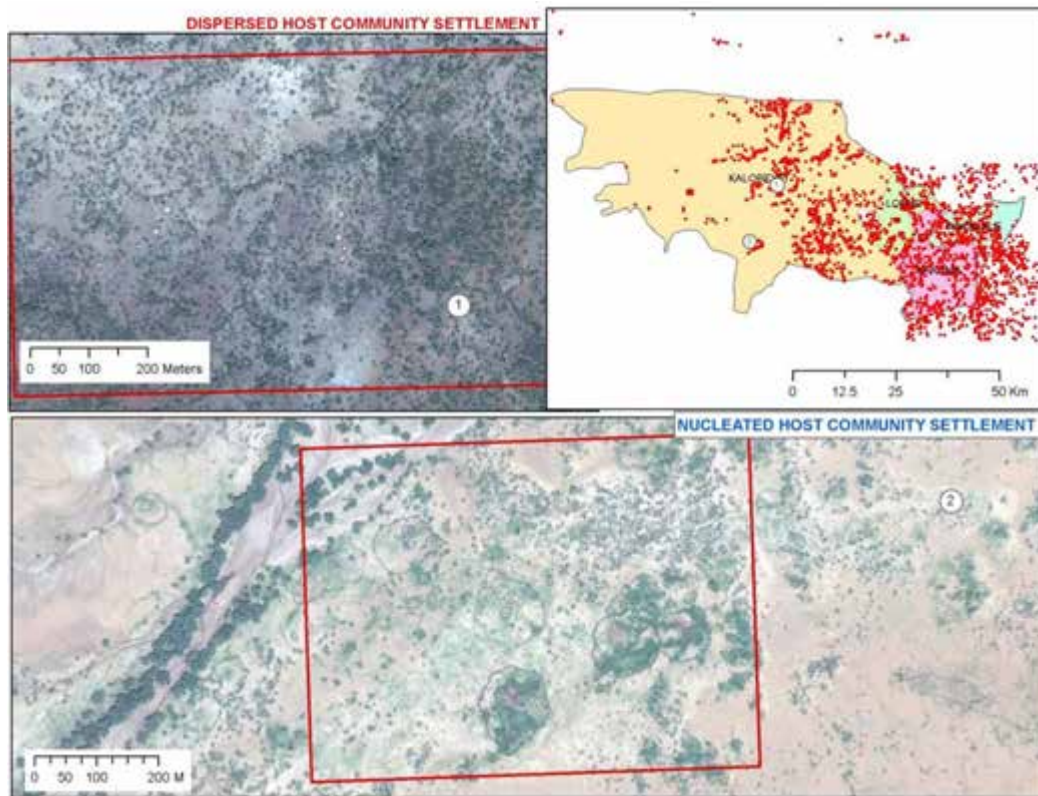 DISPERSED HOST COMMUNITY SETTLEMENT
1
0 50 100 200 Meters
0 12.5 25 50 Km
NUCLEATED HOST COMMUNITY SETTLEMENT
2
0 50 100 200 M